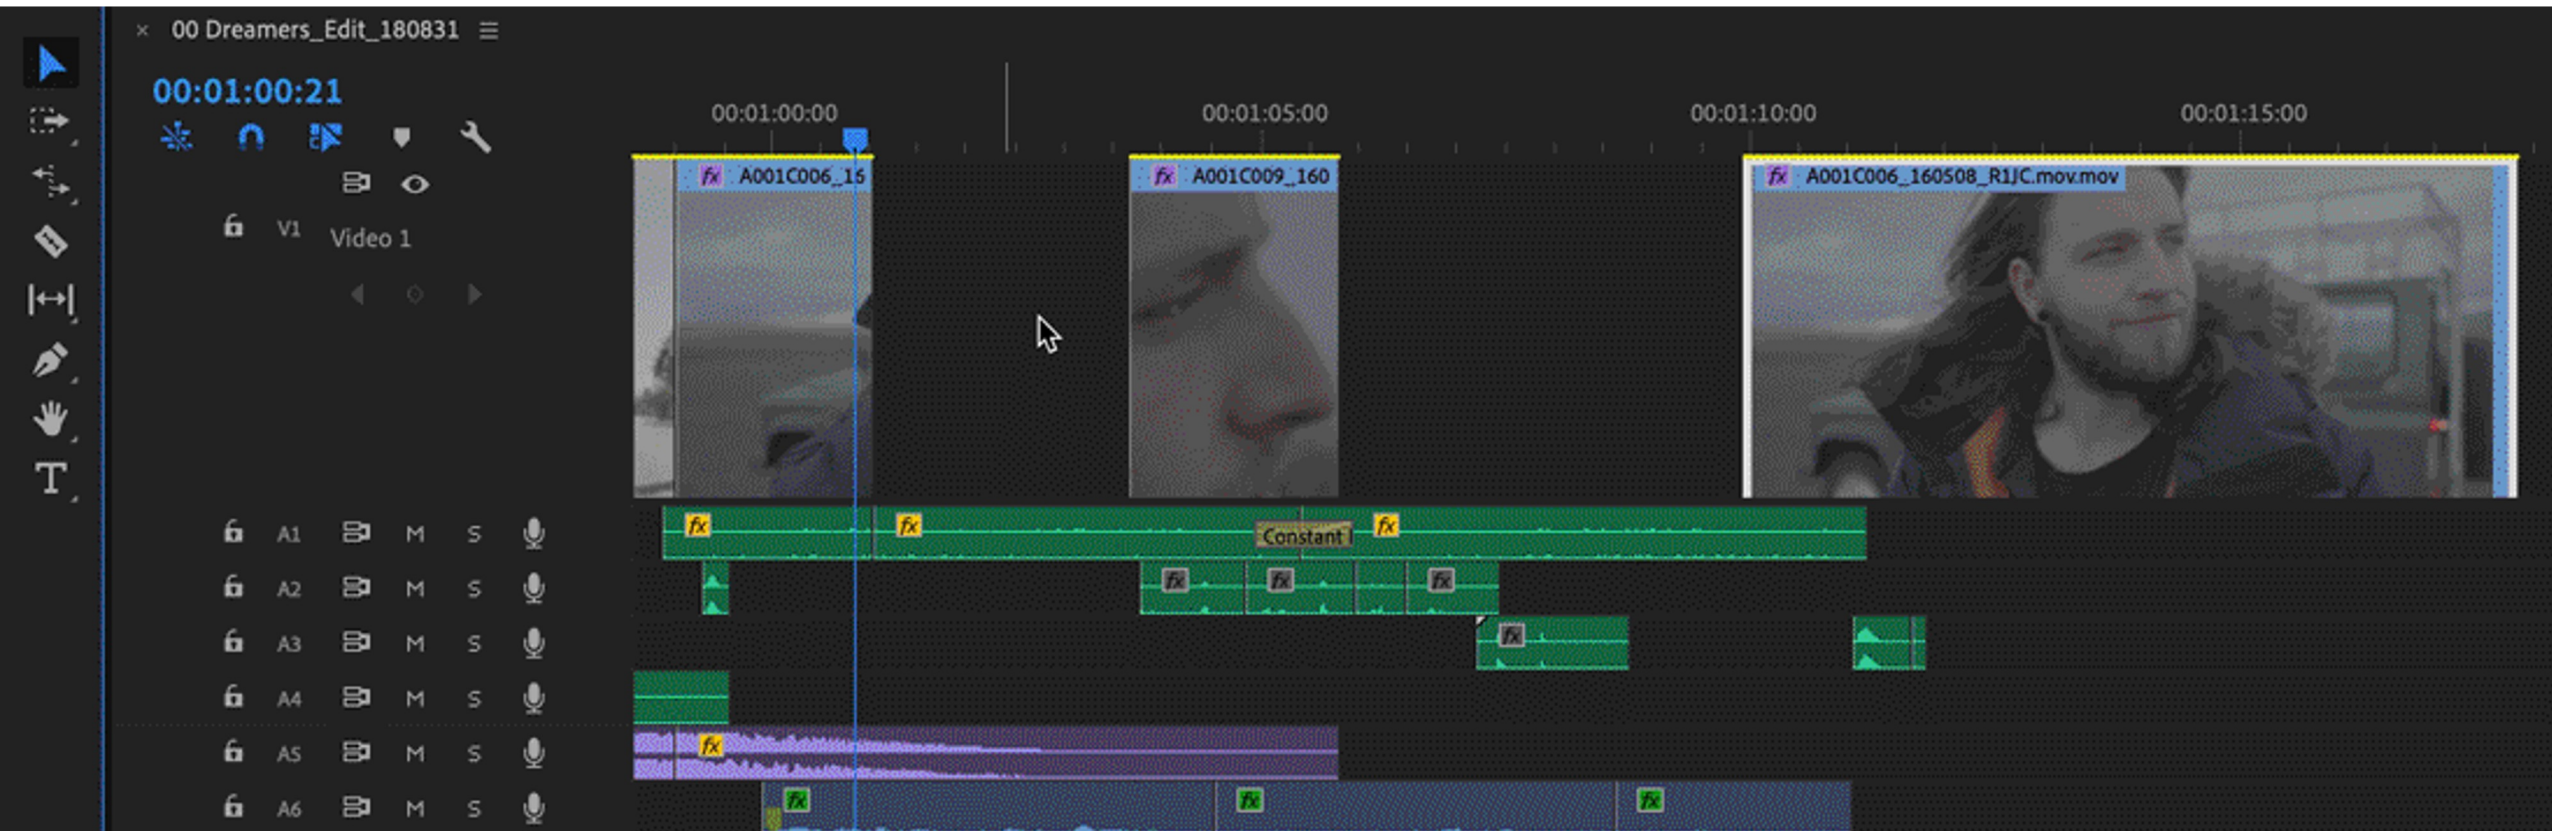 00 Dreamers_Edit_180831
00:01:00:21
00:01:00:00 00:01:05:00 00:01:10:00 00:01:15:00
fx A001C006_16 fx A001C009_160 fx A001C006_160508_R1JC.mov.mov
V1 Video 1
T
A1 M S fx fx Constant fx
A2 M S fx fx fx
A3 M S fx
A4 M S
A5 M S fx
A6 M S fx fx fx